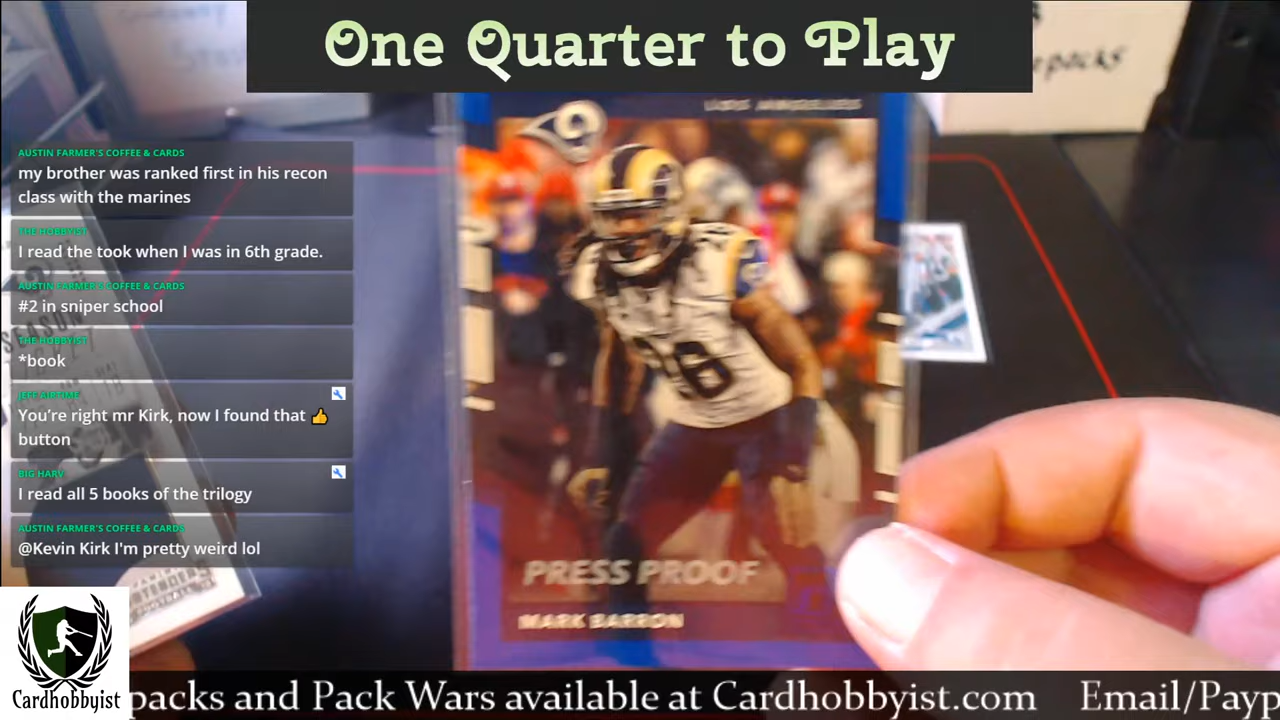 One Quarter to Play
packs
AUSTIN FARMER'S COFFEE & CARDS
my brother was ranked first in his recon
class with the marines
THE HOBBYIST
I read the took when I was in 6th grade.
AUSTIN FARMER'S COFFEE & CARDS
#2 in sniper school
THE HOBBYIST
*book
JEFF AIRTIME
You're right mr Kirk, now I found that 👍
button
BIG HARV
I read all 5 books of the trilogy
AUSTIN FARMER'S COFFEE & CARDS
@Kevin Kirk I'm pretty weird lol
LOS ANGELES
26
PRESS PROOF
MARK BARRON
FOOTBALL
Cardhobbyist
packs and Pack Wars available at Cardhobbyist.com Email/Payp